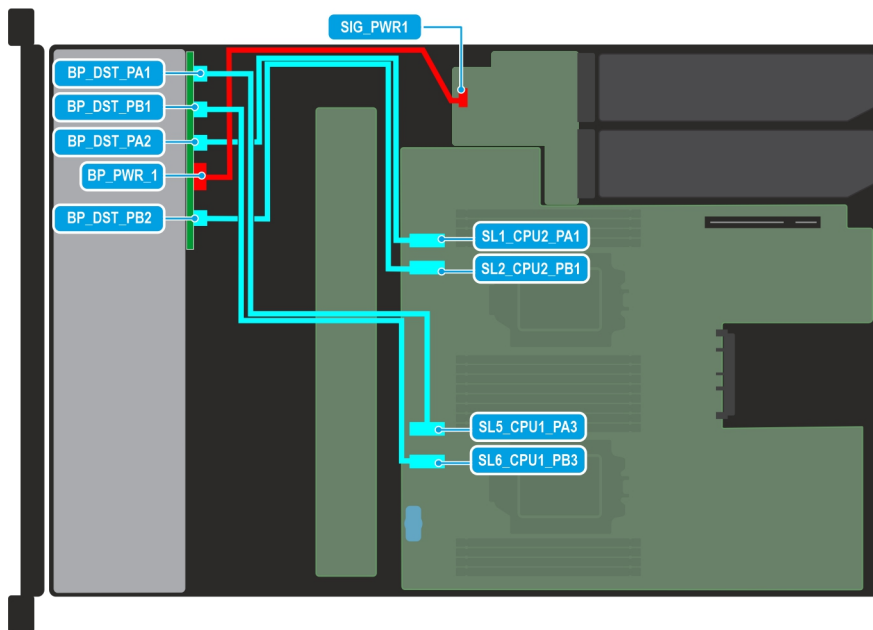 SIG_PWR1
BP_DST_PA1
BP_DST_PB1
BP_DST_PA2
BP_PWR_1
BP_DST_PB2
SL1_CPU2_PA1
SL2_CPU2_PB1
SL5_CPU1_PA3
SL6_CPU1_PB3